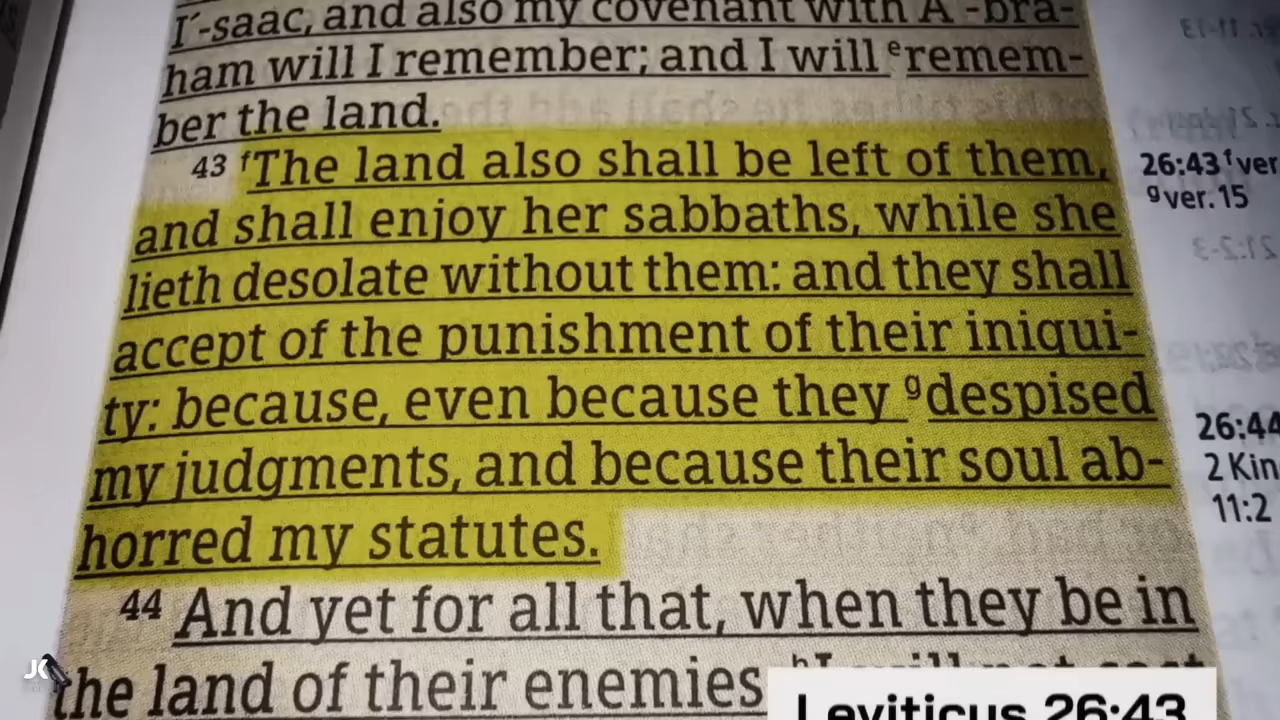 I´-saac, and also my covenant with A´-bra-
ham will I remember; and I will ᵉremem-
ber the land.
43 ᶠThe land also shall be left of them,
and shall enjoy her sabbaths, while she
lieth desolate without them: and they shall
accept of the punishment of their iniqui-
ty: because, even because they ᵍdespised
my judgments, and because their soul ab-
horred my statutes.
44 And yet for all that, when they be in
the land of their enemies
26:43 ᶠver
ᵍver. 15
26:44
2 Kin
11:2
JK
Leviticus 26:43